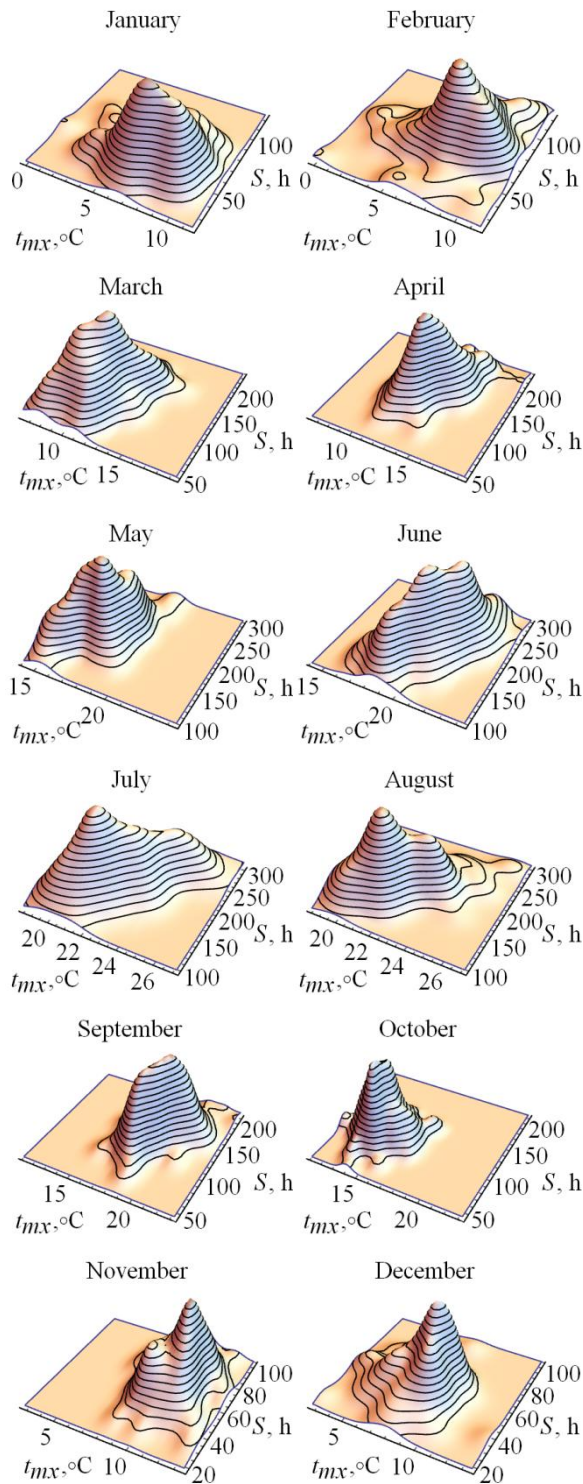 January
0
5
10
t_mx,°C
50
100
S, h
February
0
5
10
t_mx,°C
50
100
S, h
March
10
15
t_mx,°C
50
100
150
200
S, h
April
10
15
t_mx,°C
50
100
150
200
S, h
May
15
20
t_mx,°C
100
150
200
250
300
S, h
June
15
20
t_mx,°C
100
150
200
250
300
S, h
July
20
22
24
26
t_mx,°C
100
150
200
250
300
S, h
August
20
22
24
26
t_mx,°C
100
150
200
250
300
S, h
September
15
20
t_mx,°C
50
100
150
200
S, h
October
15
20
t_mx,°C
50
100
150
200
S, h
November
5
10
t_mx,°C
20
40
60
80
100
S, h
December
5
10
t_mx,°C
20
40
60
80
100
S, h